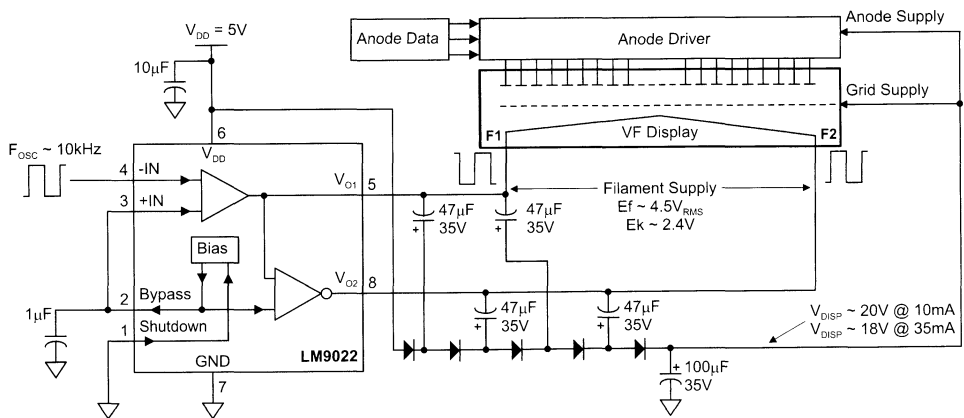 V_DD = 5V
10µF
Anode Data
Anode Driver
Anode Supply
Grid Supply
F1
VF Display
F2
F_OSC ~ 10kHz
6
V_DD
4
-IN
3
+IN
V_O1
5
47µF
35V
+
47µF
35V
+
Filament Supply
Ef ~ 4.5V_RMS
Ek ~ 2.4V
Bias
V_O2
8
2
Bypass
1µF
1
Shutdown
47µF
35V
+
47µF
35V
+
V_DISP ~ 20V @ 10mA
V_DISP ~ 18V @ 35mA
GND
LM9022
7
+
100µF
35V